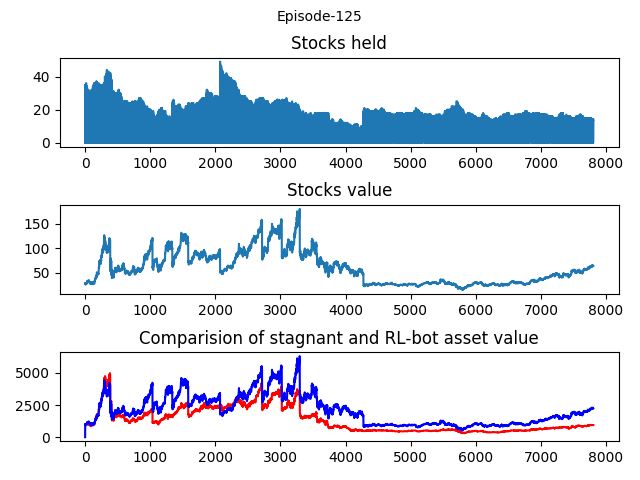 Episode-125
Stocks held
40
20
0
0 1000 2000 3000 4000 5000 6000 7000 8000
Stocks value
150
100
50
0 1000 2000 3000 4000 5000 6000 7000 8000
Comparision of stagnant and RL-bot asset value
5000
2500
0
0 1000 2000 3000 4000 5000 6000 7000 8000